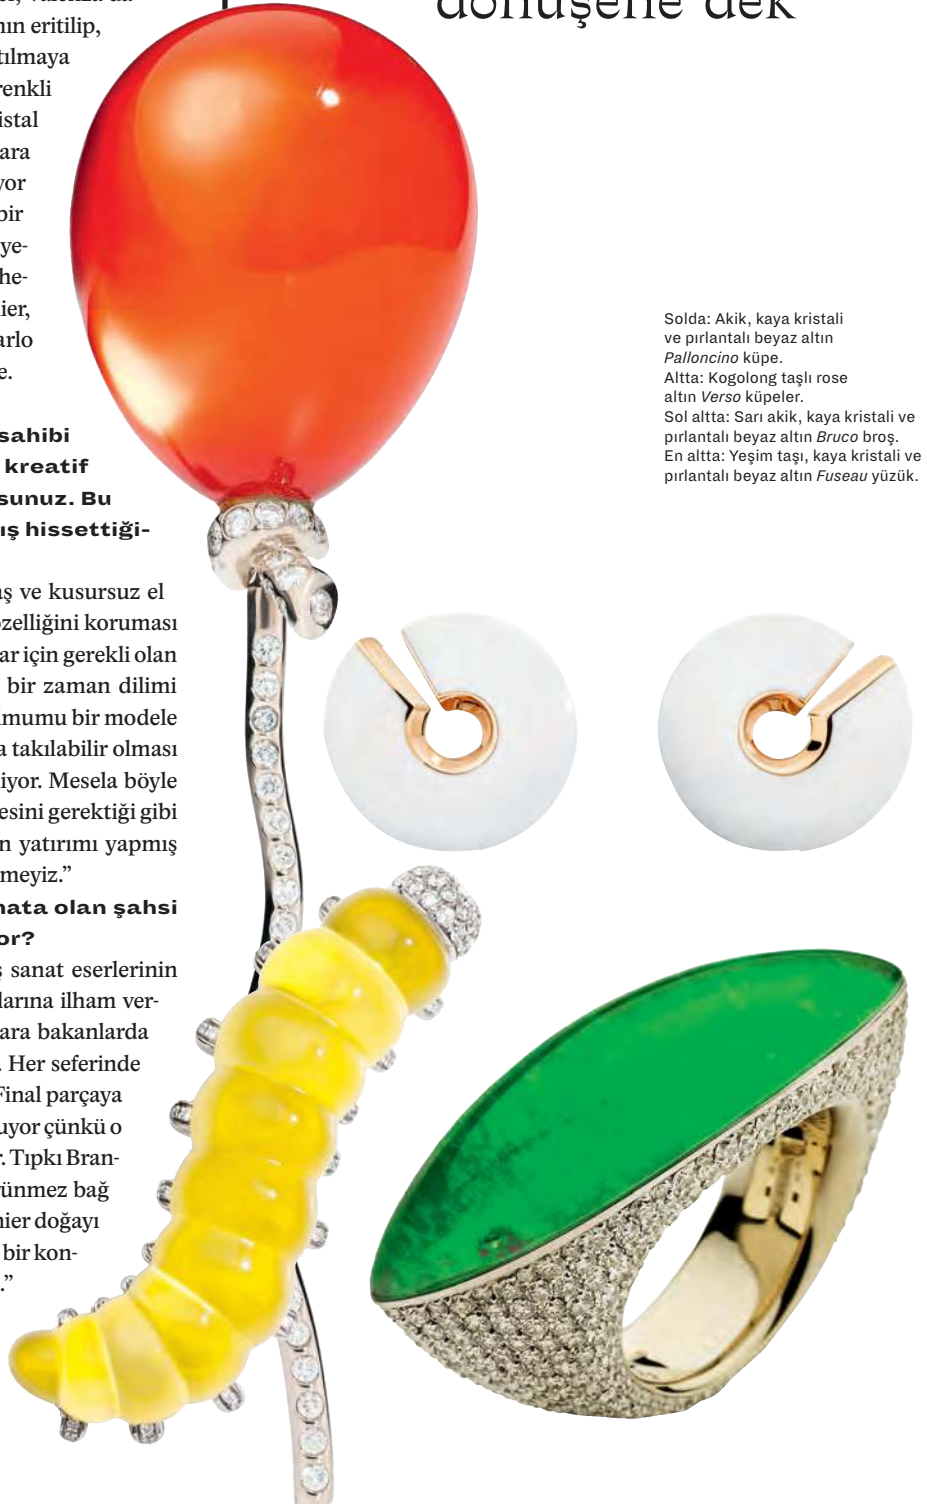 dönüşene dek
nın eritilip,
tılmaya
renkli
istal
ara
yor
bir
ye-
he-
ier,
arlo
e.
sahibi
kreatif
sunuz. Bu
ış hissettiği-
ş ve kusursuz el
özelliğini koruması
ar için gerekli olan
bir zaman dilimi
mumu bir modele
a takılabilir olması
iyor. Mesela böyle
esini gerektiği gibi
n yatırımı yapmış
meyiz.”
nata olan şahsi
or?
ş sanat eserlerinin
larına ilham ver-
ara bakanlarda
. Her seferinde
Final parçaya
uyor çünkü o
r. Tıpkı Bran-
ünmez bağ
nier doğayı
bir kon-
.”
Solda: Akik, kaya kristali
ve pırlantalı beyaz altın
Palloncino küpe.
Altta: Kogolong taşlı rose
altın Verso küpeler.
Sol altta: Sarı akik, kaya kristali ve
pırlantalı beyaz altın Bruco broş.
En altta: Yeşim taşı, kaya kristali ve
pırlantalı beyaz altın Fuseau yüzük.